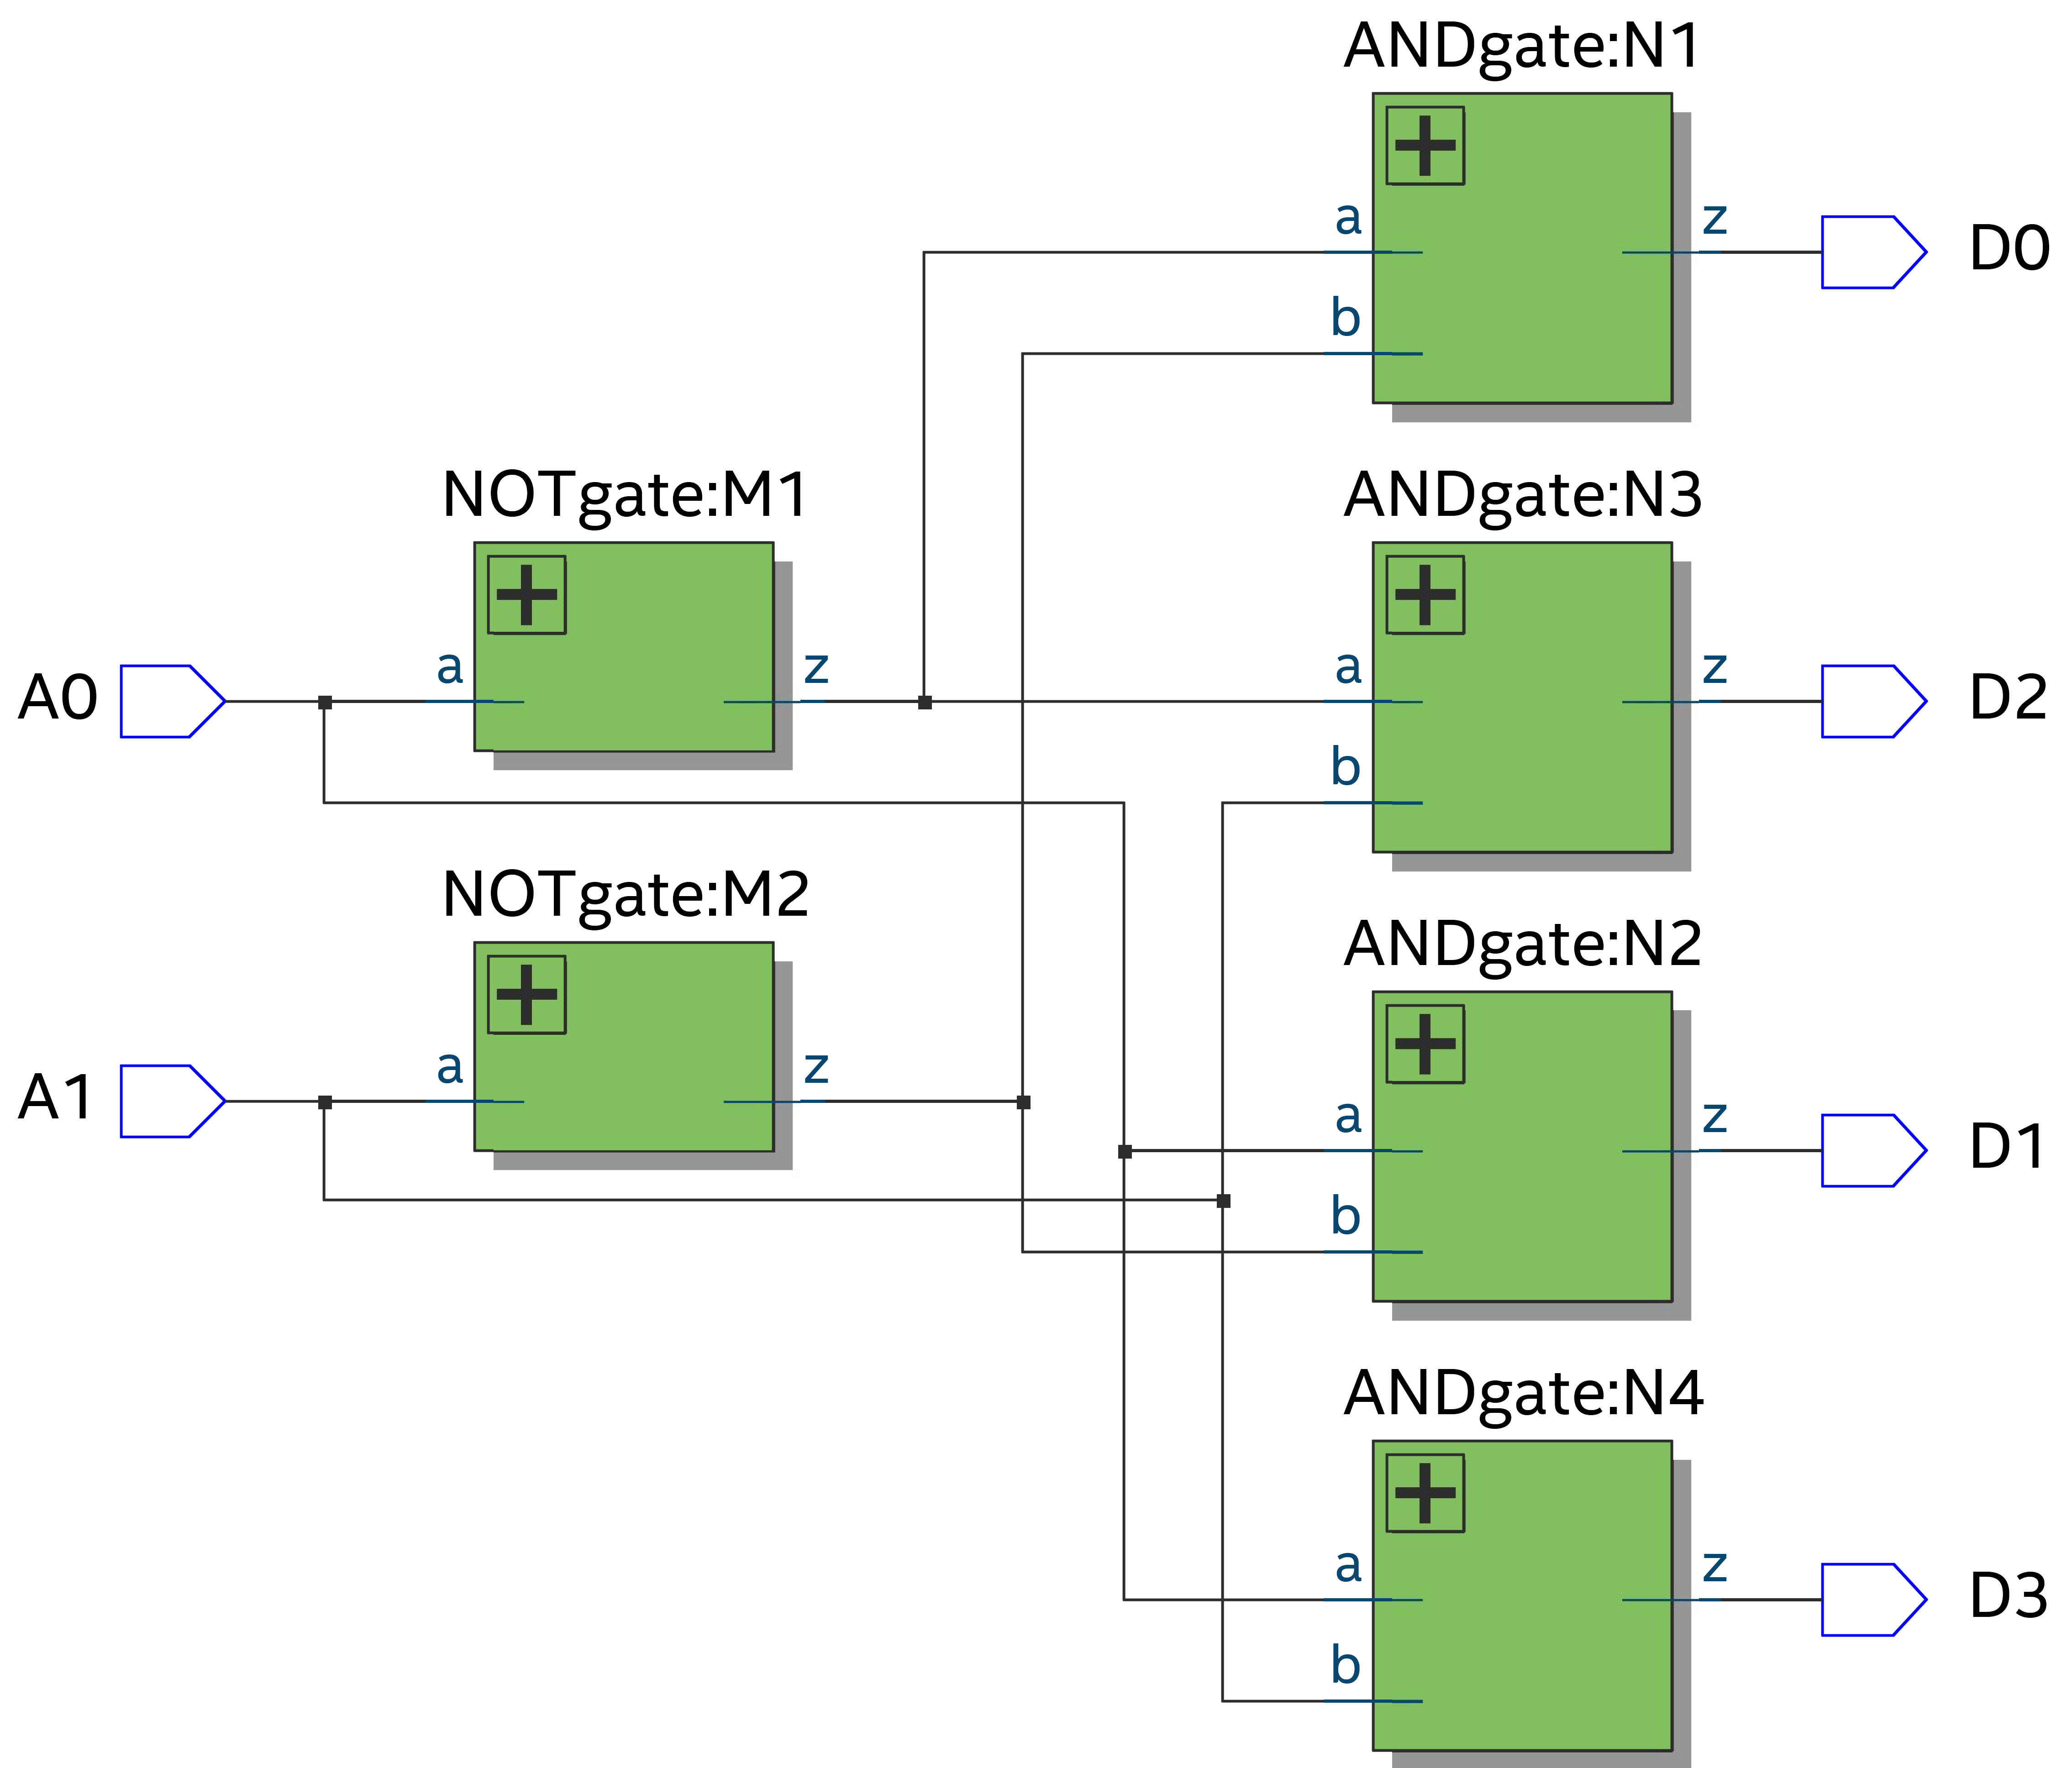 ANDgate:N1
a
z
D0
b
NOTgate:M1
ANDgate:N3
A0
a
z
a
z
D2
b
NOTgate:M2
ANDgate:N2
A1
a
z
a
z
D1
b
ANDgate:N4
a
z
D3
b